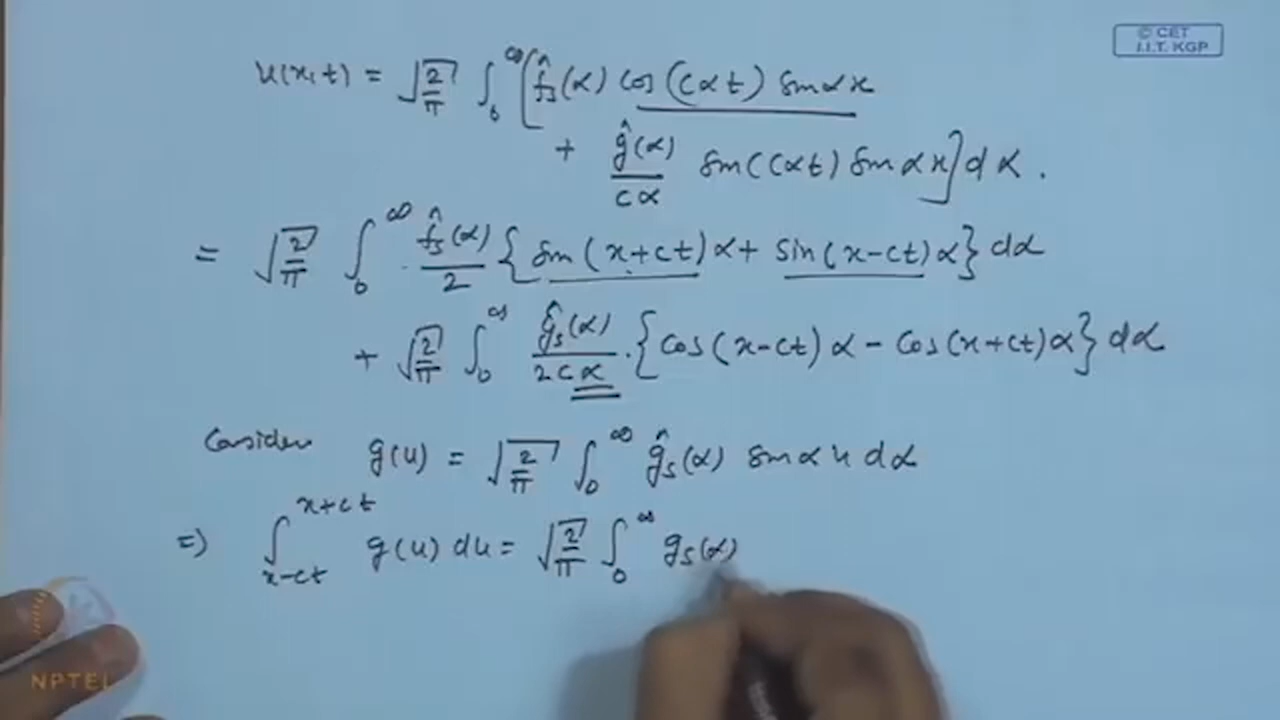 © CET
I.I.T. KGP
u(x,t) = √(2/π) ∫₀^∞ [f̂ₛ(α) cos(cαt) sin αx
+ ĝ(α)/cα sin(cαt) sin αx] dα.
= √(2/π) ∫₀^∞ f̂ₛ(α)/2 {sin(x+ct)α + sin(x-ct)α} dα
+ √(2/π) ∫₀^∞ ĝₛ(α)/2cα . {cos(x-ct)α - cos(x+ct)α} dα
Consider g(u) = √(2/π) ∫₀^∞ ĝₛ(α) sin αu dα
=> ∫_{x-ct}^{x+ct} g(u) du = √(2/π) ∫₀^∞ gₛ(α)
NPTEL